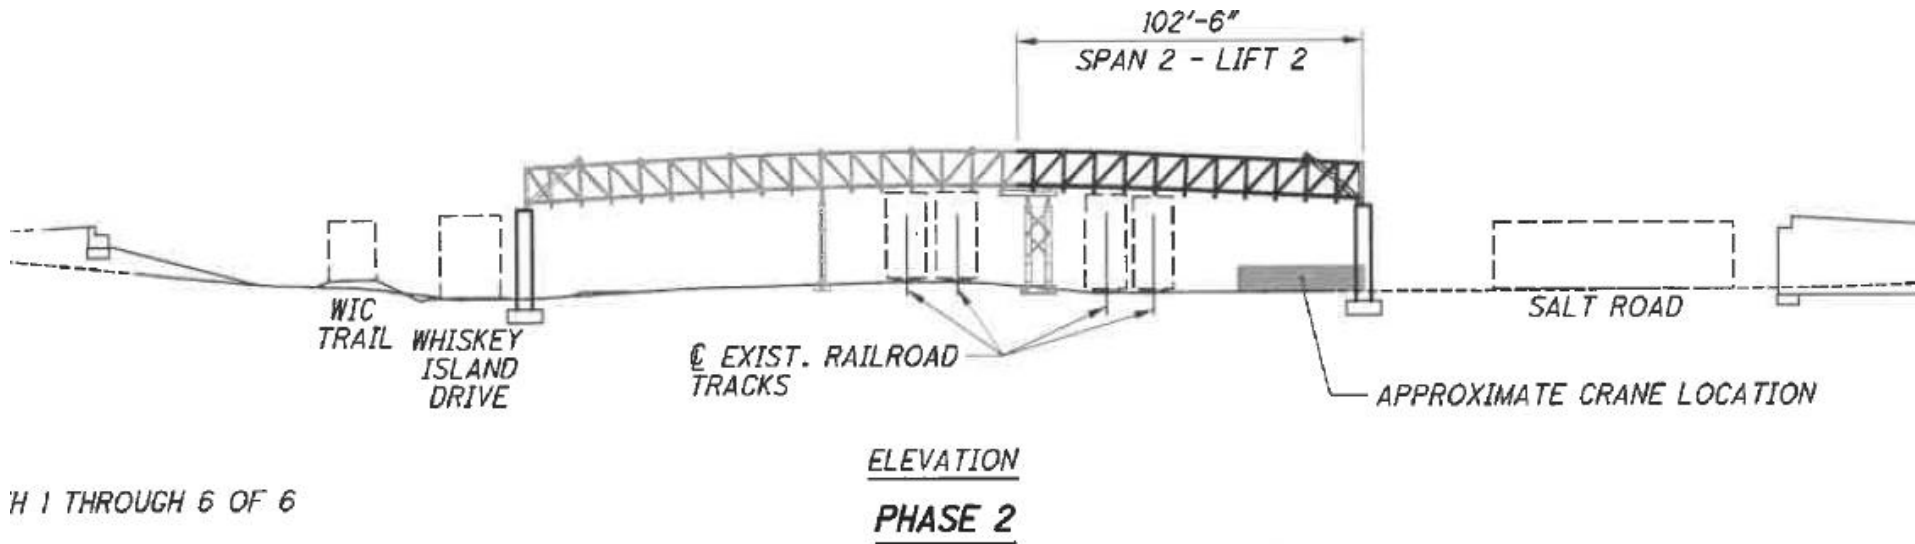 102'-6"
SPAN 2 - LIFT 2
WIC
TRAIL
WHISKEY
ISLAND
DRIVE
℄ EXIST. RAILROAD
TRACKS
SALT ROAD
APPROXIMATE CRANE LOCATION
ELEVATION
PHASE 2
H 1 THROUGH 6 OF 6